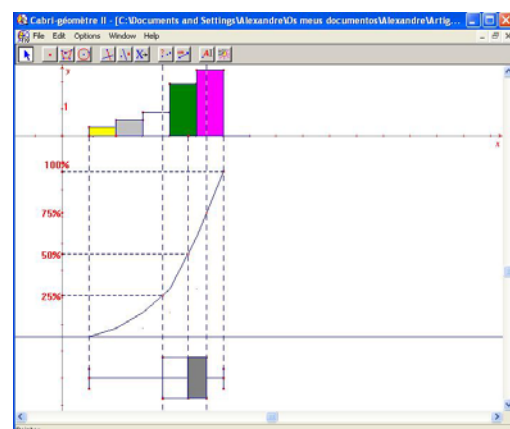 Cabri-géomètre II - [C:\Documents and Settings\Alexandre\Os meus documentos\Alexandre\Artig...
File Edit Options Window Help
y
.1
x
100%
75%
50%
25%